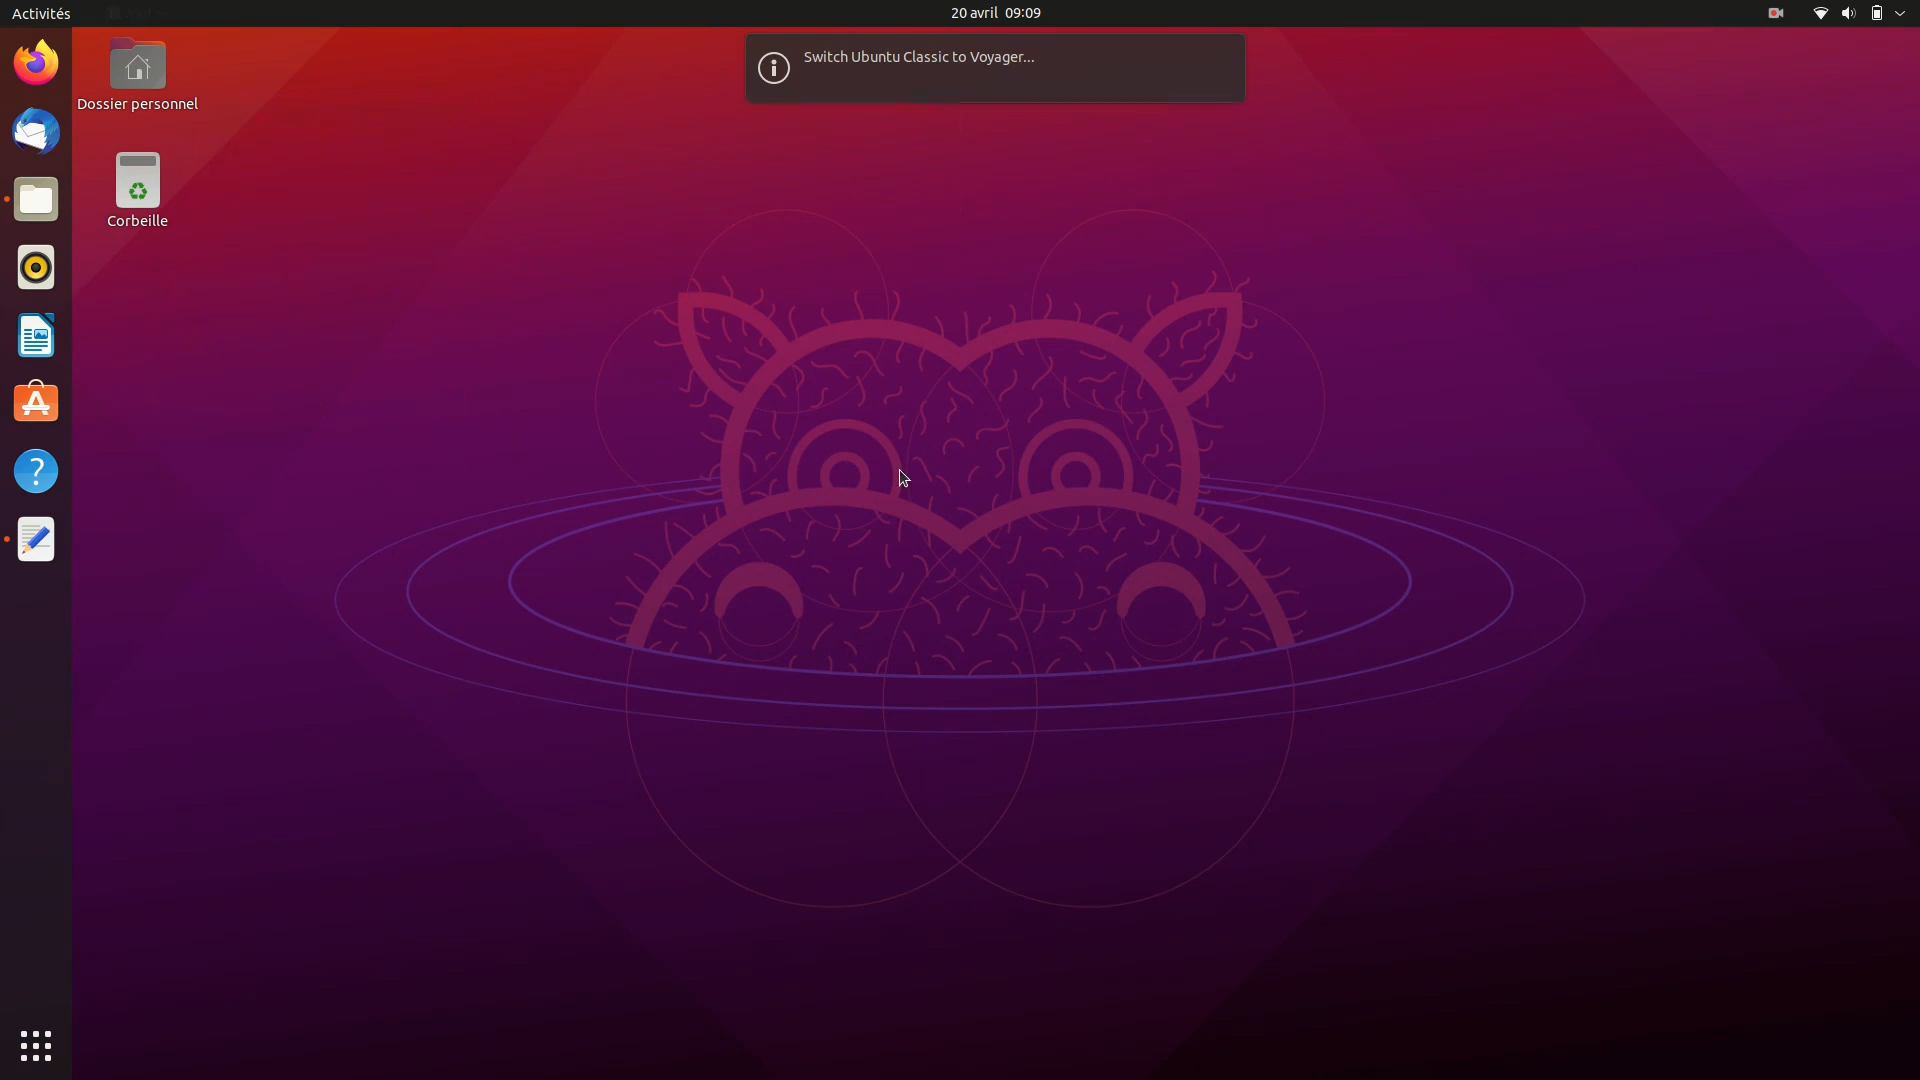 Activités
20 avril 09:09
Switch Ubuntu Classic to Voyager...
Dossier personnel
Corbeille